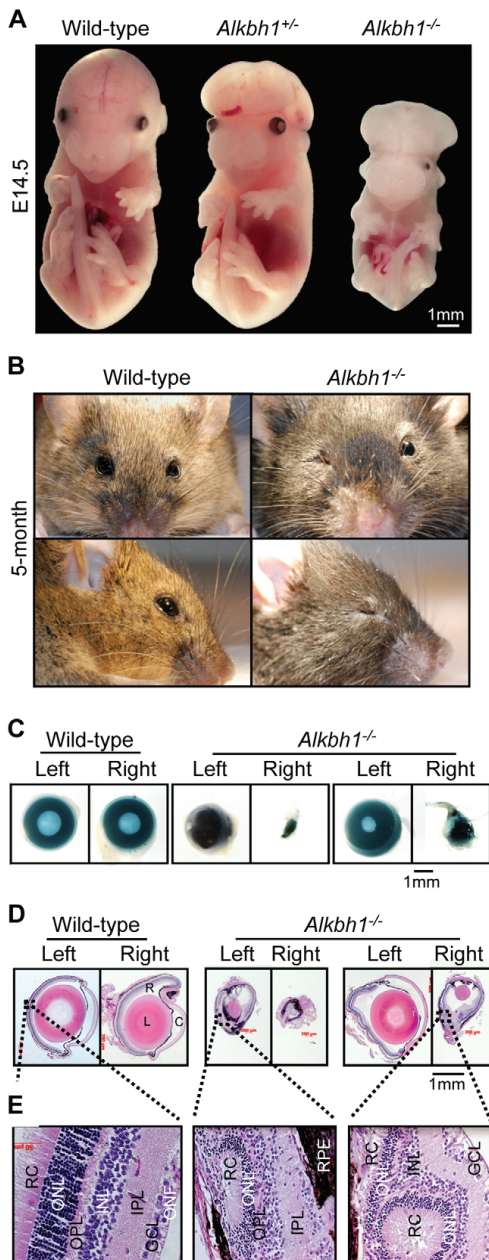 A
Wild-type Alkbh1+/- Alkbh1-/-
E14.5
1mm
B
Wild-type Alkbh1-/-
5-month
C
Wild-type Alkbh1-/-
Left Right Left Right Left Right
1mm
D
Wild-type Alkbh1-/-
Left Right Left Right Left Right
R
L C
1mm
E
RC ONL OPL INL IPL GCL ONF
RC ONL OPL IPL RPE
RC ONL INL GCL
RC